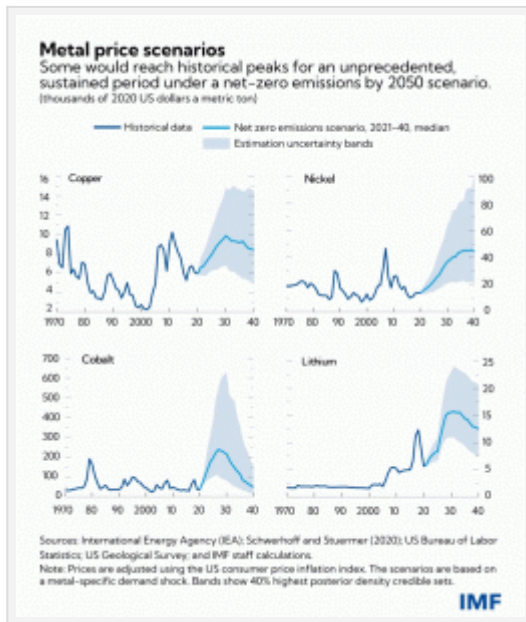 Metal price scenarios
Some would reach historical peaks for an unprecedented,
sustained period under a net-zero emissions by 2050 scenario.
(thousands of 2020 US dollars a metric ton)
Historical data
Net zero emissions scenario, 2021-40, median
Estimation uncertainty bands
Copper
16
14
12
10
8
6
4
2
1970 80 90 2000 10 20 30 40
Nickel
100
80
60
40
20
0
1970 80 90 2000 10 20 30 40
Cobalt
700
600
500
400
300
200
100
0
1970 80 90 2000 10 20 30 40
Lithium
25
20
15
10
5
0
1970 80 90 2000 10 20 30 40
Sources: International Energy Agency (IEA); Schwerhoff and Stuermer (2020); US Bureau of Labor
Statistics; US Geological Survey; and IMF staff calculations.
Note: Prices are adjusted using the US consumer price inflation index. The scenarios are based on
a metal-specific demand shock. Bands show 40% highest posterior density credible sets.
IMF